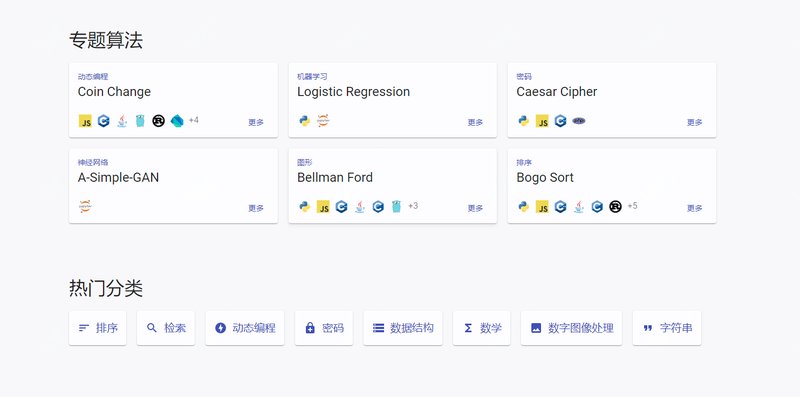 专题算法
动态编程
Coin Change
JS
+4
更多
机器学习
Logistic Regression
更多
密码
Caesar Cipher
JS
php
更多
神经网络
A-Simple-GAN
更多
图形
Bellman Ford
JS
+3
更多
排序
Bogo Sort
JS
+5
更多
热门分类
排序
检索
动态编程
密码
数据结构
数学
数字图像处理
字符串